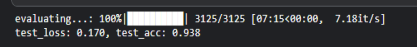 evaluating...: 100%|██████████| 3125/3125 [07:15<00:00,  7.18it/s]
test_loss: 0.170, test_acc: 0.938